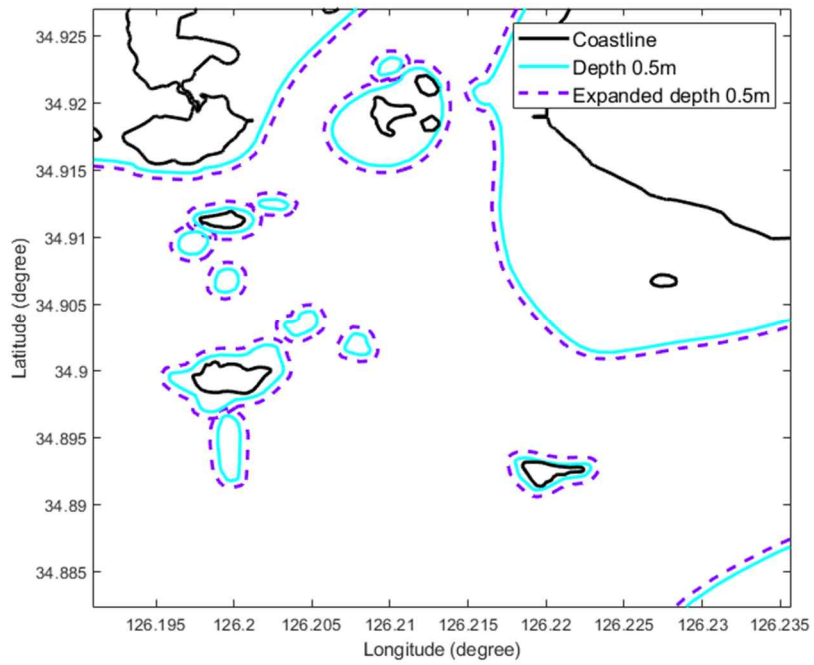 Coastline
Depth 0.5m
Expanded depth 0.5m
34.925
34.92
34.915
34.91
34.905
34.9
34.895
34.89
34.885
Latitude (degree)
126.195 126.2 126.205 126.21 126.215 126.22 126.225 126.23 126.235
Longitude (degree)